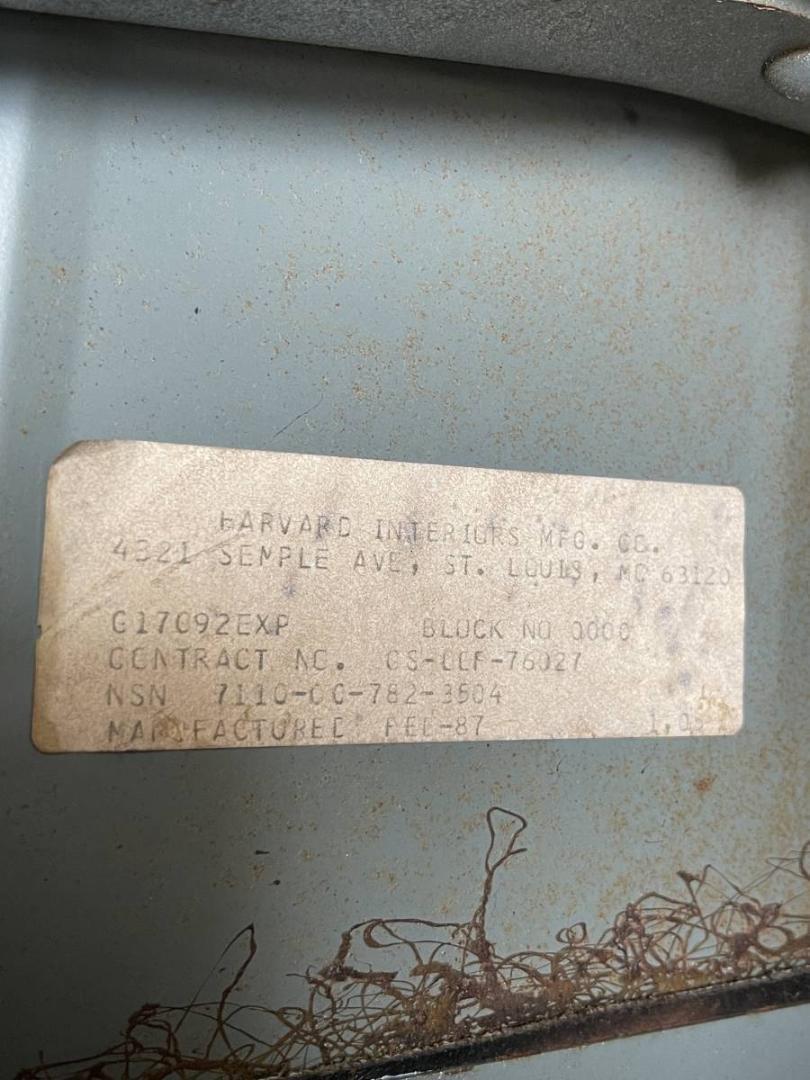 HARVARD INTERIORS MFG. CO.
4321 SEMPLE AVE, ST. LOUIS, MO 63120
G17092EXP BLOCK NO 0000
CONTRACT NO. GS-00F-76027
NSN 7110-00-782-3504
MANUFACTURED FEB-87